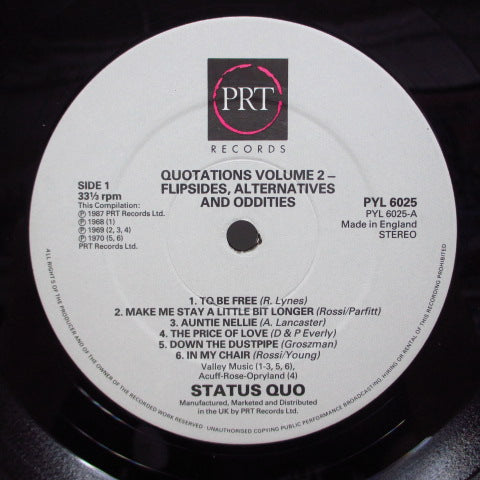 PRT
RECORDS
QUOTATIONS VOLUME 2 –
FLIPSIDES, ALTERNATIVES
AND ODDITIES
SIDE 1
33⅓ rpm
This Compilation:
℗ 1987 PRT Records Ltd.
℗ 1968 (1)
℗ 1969 (2, 3, 4)
℗ 1970 (5, 6)
PRT Records Ltd.
PYL 6025
PYL 6025-A
Made in England
STEREO
1. TO BE FREE (R. Lynes)
2. MAKE ME STAY A LITTLE BIT LONGER (Rossi/Parfitt)
3. AUNTIE NELLIE (A. Lancaster)
4. THE PRICE OF LOVE (D & P Everly)
5. DOWN THE DUSTPIPE (Groszman)
6. IN MY CHAIR (Rossi/Young)
Valley Music (1-3, 5, 6),
Acuff-Rose-Opryland (4)
STATUS QUO
Manufactured, Marketed and Distributed
in the UK by PRT Records Ltd.
ALL RIGHTS OF THE PRODUCER AND OF THE OWNER OF THE RECORDED WORK RESERVED. UNAUTHORISED COPYING PUBLIC PERFORMANCE BROADCASTING, HIRING OR RENTAL OF THIS RECORDING PROHIBITED